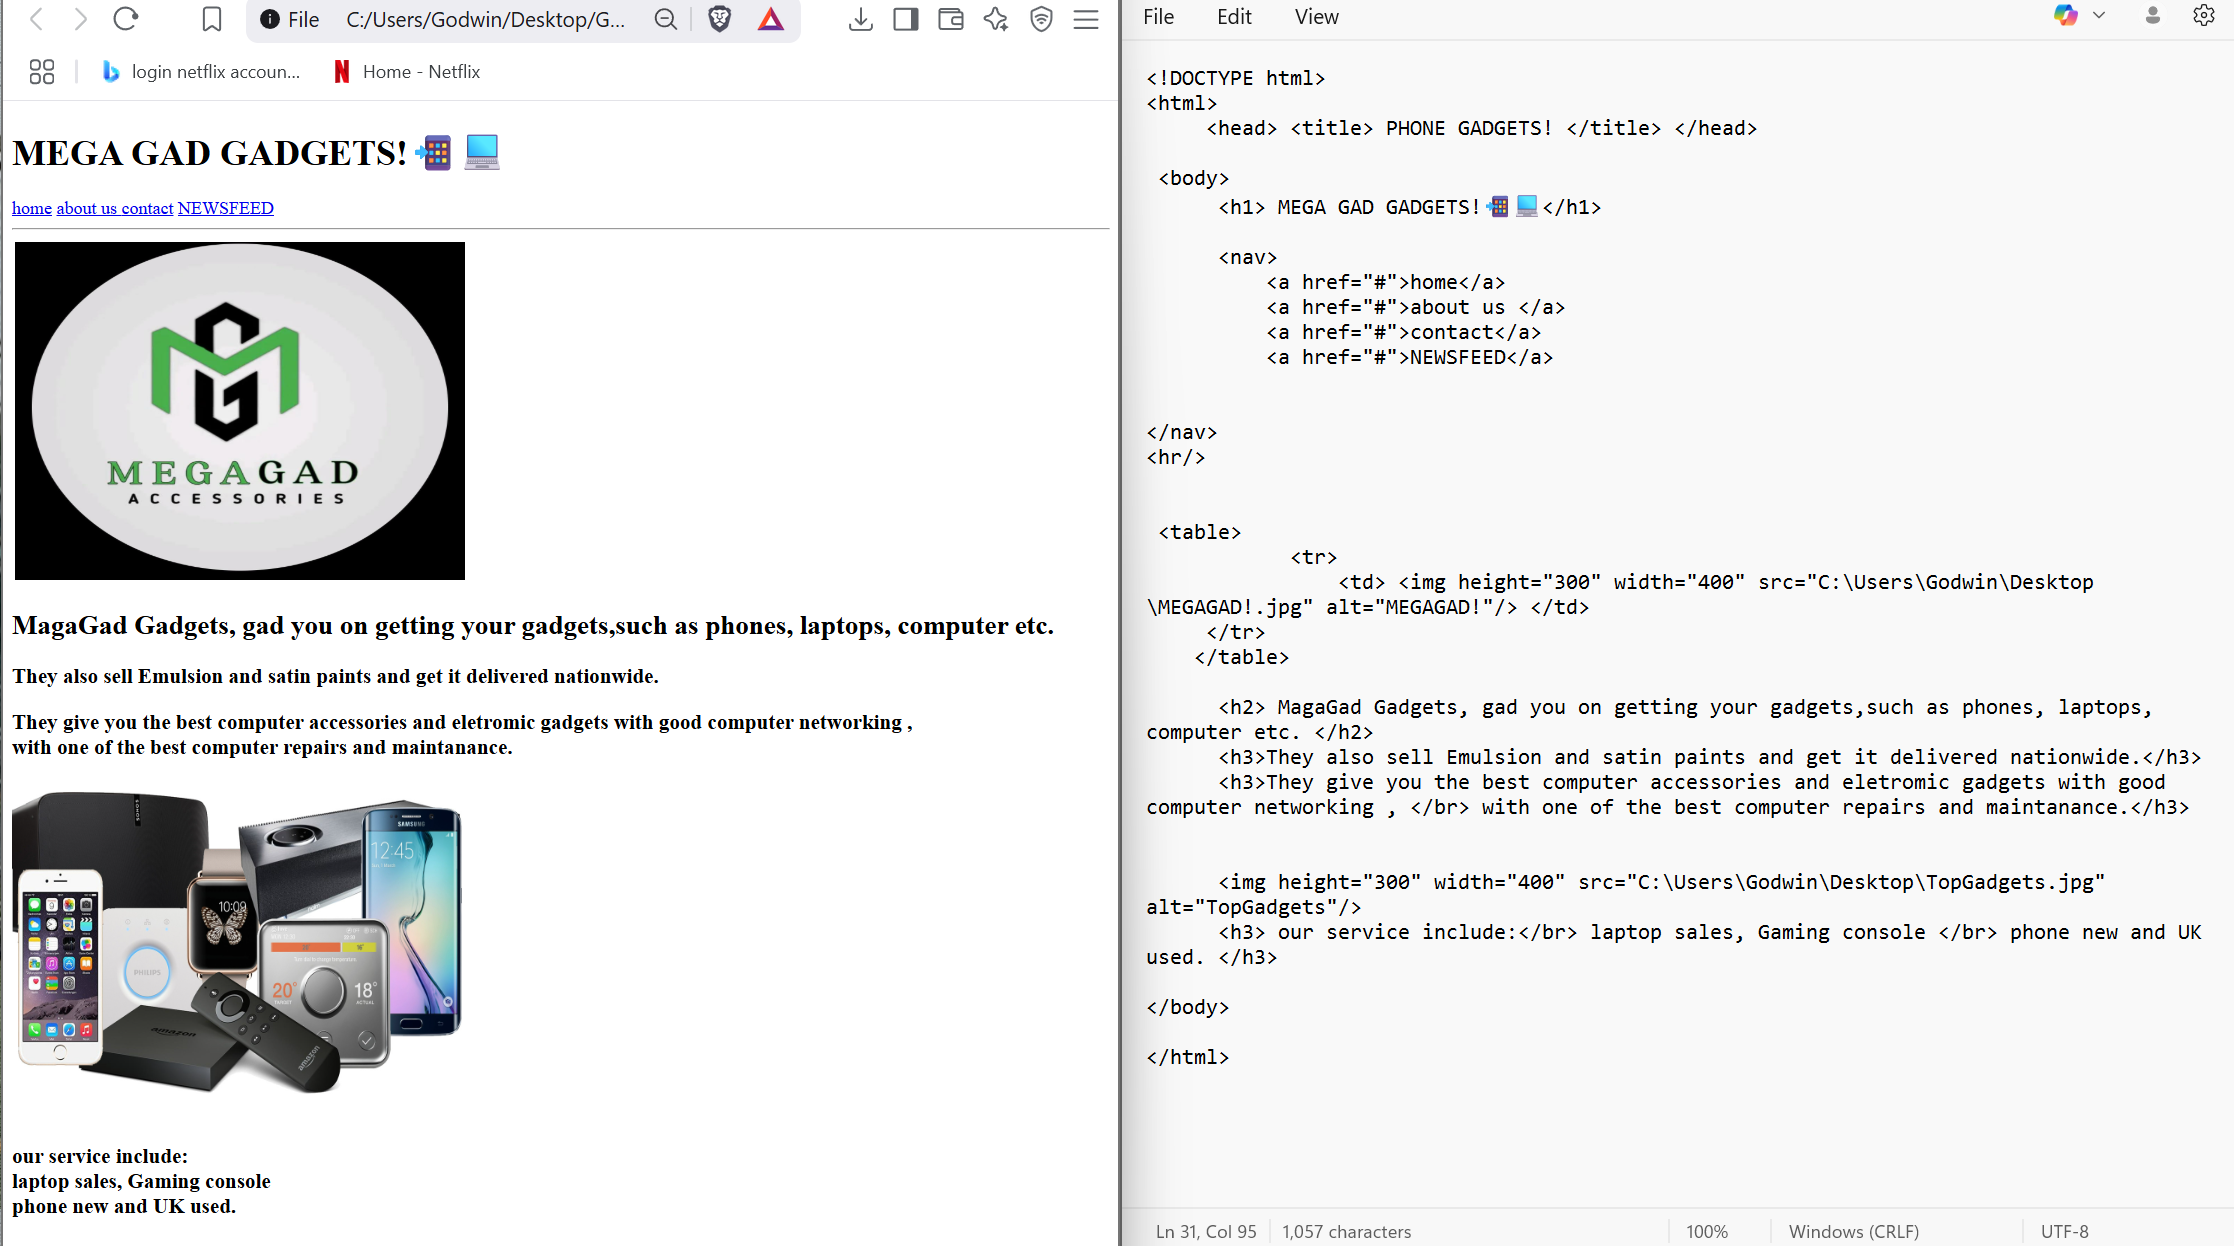 File C:/Users/Godwin/Desktop/G...
login netflix accoun... Home - Netflix
MEGA GAD GADGETS!📲 💻
home about us contact NEWSFEED
MEGAGAD
ACCESSORIES
MagaGad Gadgets, gad you on getting your gadgets,such as phones, laptops, computer etc.
They also sell Emulsion and satin paints and get it delivered nationwide.
They give you the best computer accessories and eletromic gadgets with good computer networking ,
with one of the best computer repairs and maintanance.
SONOS
SAMSUNG
12:45
10:09
PHILIPS
20°
18°
TARGET
ACTUAL
amazon
amazon
our service include:
laptop sales, Gaming console
phone new and UK used.
File Edit View
<!DOCTYPE html>
<html>
<head> <title> PHONE GADGETS! </title> </head>
<body>
<h1> MEGA GAD GADGETS!📲 💻</h1>
<nav>
<a href="#">home</a>
<a href="#">about us </a>
<a href="#">contact</a>
<a href="#">NEWSFEED</a>
</nav>
<hr/>
<table>
<tr>
<td> <img height="300" width="400" src="C:\Users\Godwin\Desktop
\MEGAGAD!.jpg" alt="MEGAGAD!"/> </td>
</tr>
</table>
<h2> MagaGad Gadgets, gad you on getting your gadgets,such as phones, laptops,
computer etc. </h2>
<h3>They also sell Emulsion and satin paints and get it delivered nationwide.</h3>
<h3>They give you the best computer accessories and eletromic gadgets with good
computer networking , </br> with one of the best computer repairs and maintanance.</h3>
<img height="300" width="400" src="C:\Users\Godwin\Desktop\TopGadgets.jpg"
alt="TopGadgets"/>
<h3> our service include:</br> laptop sales, Gaming console </br> phone new and UK
used. </h3>
</body>
</html>
Ln 31, Col 95 1,057 characters 100% Windows (CRLF) UTF-8